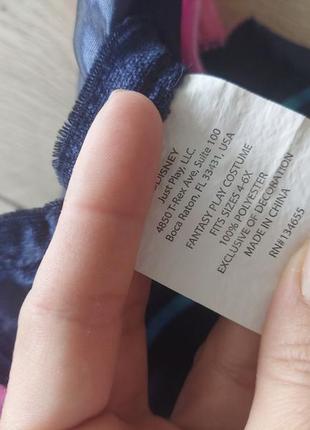 ©DISNEY
Just Play, LLC.
4850 T-Rex Ave, Suite 100
Boca Raton, FL 33431, USA
FANTASY PLAY COSTUME
FITS SIZES 4-6X
100% POLYESTER
EXCLUSIVE OF DECORATION
MADE IN CHINA
RN#134655